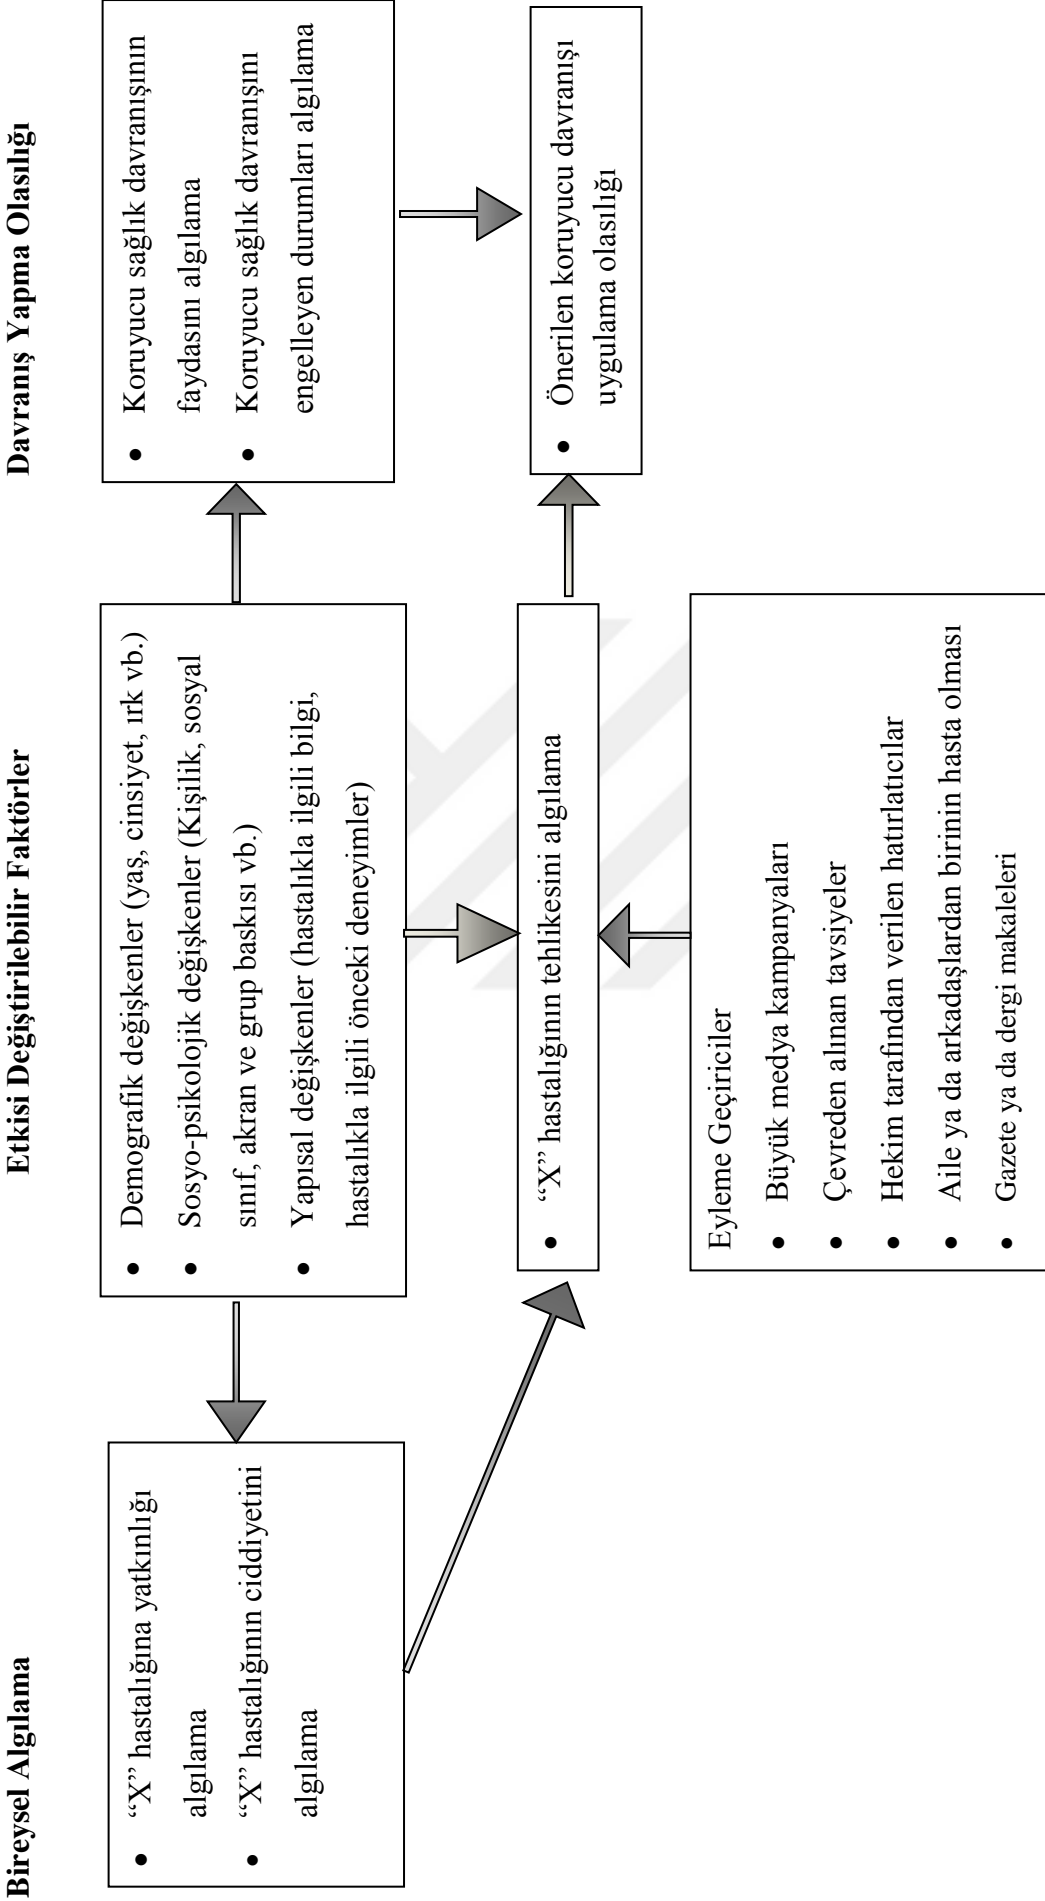 Bireysel Algılama
Etkisi Değiştirilebilir Faktörler
Davranış Yapma Olasılığı
• “X” hastalığına yatkınlığı
algılama
• “X” hastalığının ciddiyetini
algılama
• Demografik değişkenler (yaş, cinsiyet, ırk vb.)
• Sosyo-psikolojik değişkenler (Kişilik, sosyal
sınıf, akran ve grup baskısı vb.)
• Yapısal değişkenler (hastalıkla ilgili bilgi,
hastalıkla ilgili önceki deneyimler)
• Koruyucu sağlık davranışının
faydasını algılama
• Koruyucu sağlık davranışını
engelleyen durumları algılama
• “X” hastalığının tehlikesini algılama
• Önerilen koruyucu davranışı
uygulama olasılığı
Eyleme Geçiriciler
• Büyük medya kampanyaları
• Çevreden alınan tavsiyeler
• Hekim tarafından verilen hatırlatıcılar
• Aile ya da arkadaşlardan birinin hasta olması
• Gazete ya da dergi makaleleri